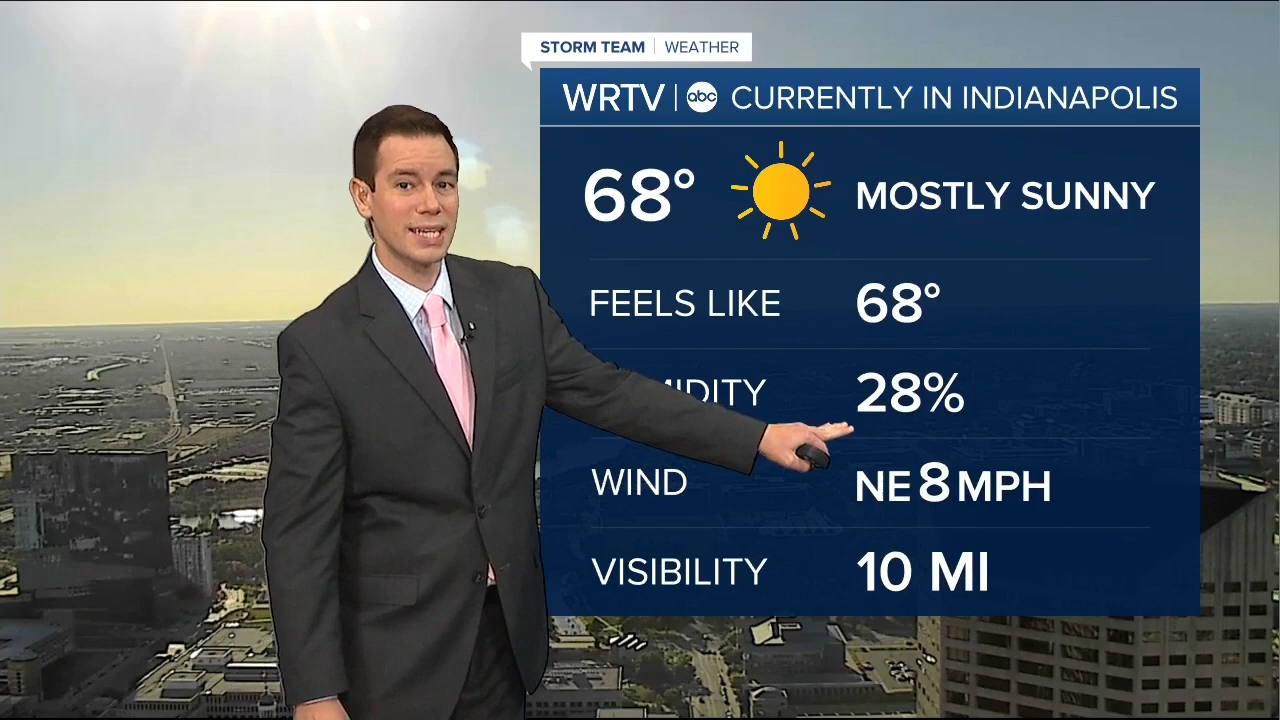 STORM TEAM | WEATHER
WRTV | abc CURRENTLY IN INDIANAPOLIS
68° MOSTLY SUNNY
FEELS LIKE 68°
MIDITY 28%
WIND NE 8 MPH
VISIBILITY 10 MI